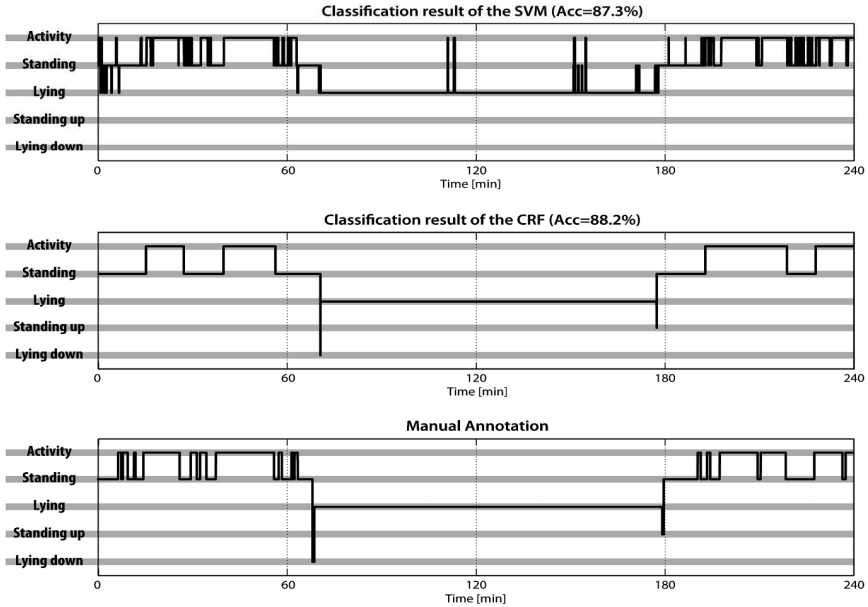 Classification result of the SVM (Acc=87.3%)
Activity
Standing
Lying
Standing up
Lying down
0 60 120 180 240
Time [min]
Classification result of the CRF (Acc=88.2%)
Activity
Standing
Lying
Standing up
Lying down
0 60 120 180 240
Time [min]
Manual Annotation
Activity
Standing
Lying
Standing up
Lying down
0 60 120 180 240
Time [min]